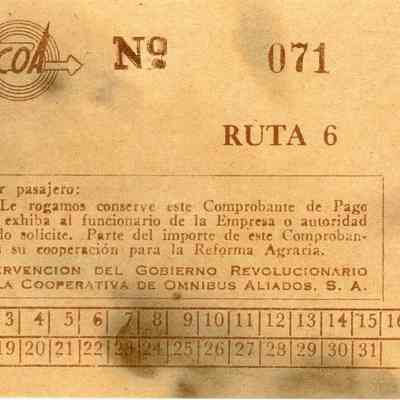 COA Nº 071
RUTA 6
r pasajero:
Le rogamos conserve este Comprobante de Pago
exhiba al funcionario de la Empresa o autoridad
lo solicite. Parte del importe de este Comproban-
s su cooperación para la Reforma Agraria.
ERVENCION DEL GOBIERNO REVOLUCIONARIO
LA COOPERATIVA DE OMNIBUS ALIADOS, S. A.
3 4 5 6 7 8 9 10 11 12 13 14 15 16
19 20 21 22 23 24 25 26 27 28 29 30 31